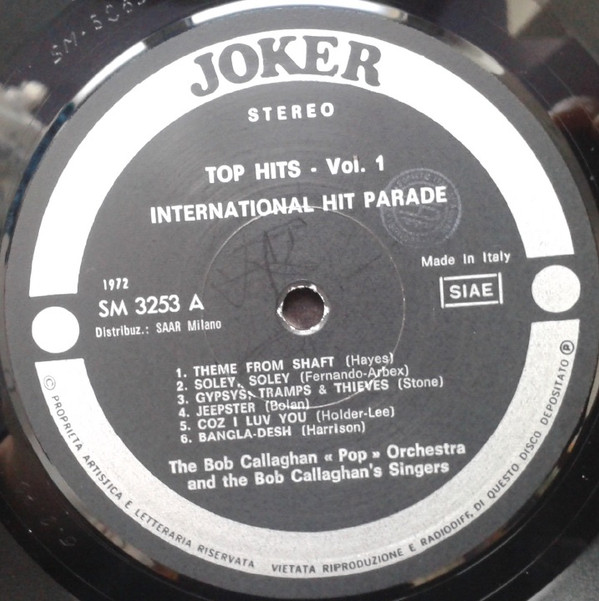 JOKER
STEREO
TOP HITS - Vol. 1
INTERNATIONAL HIT PARADE
Made in Italy
SIAE
1972
SM 3253 A
Distribuz.: SAAR Milano
1. THEME FROM SHAFT (Hayes)
2. SOLEY, SOLEY (Fernando-Arbex)
3. GYPSYS, TRAMPS & THIEVES (Stone)
4. JEEPSTER (Bolan)
5. COZ I LUV YOU (Holder-Lee)
6. BANGLA-DESH (Harrison)
The Bob Callaghan « Pop » Orchestra
and the Bob Callaghan's Singers
© PROPRIETA ARTISTICA E LETTERARIA RISERVATA VIETATA RIPRODUZIONE E RADIODIFF. DI QUESTO DISCO DEPOSITATO ℗